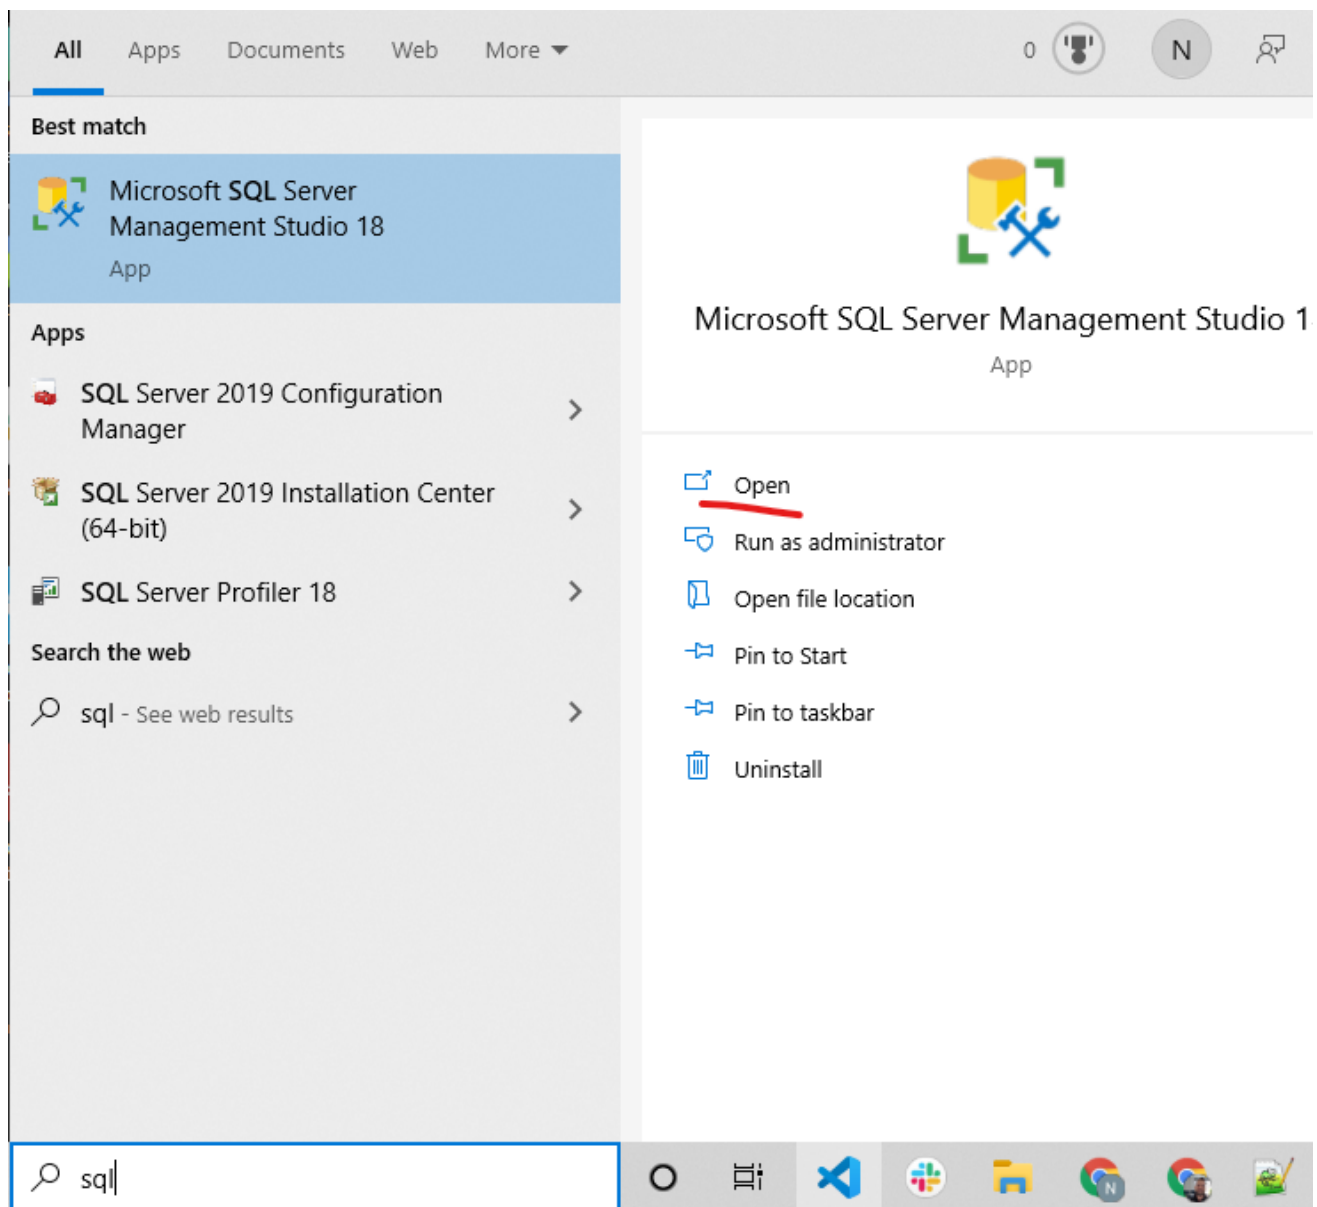 All Apps Documents Web More 0 N
Best match
Microsoft SQL Server
Management Studio 18
App
Apps
SQL Server 2019 Configuration
Manager
SQL Server 2019 Installation Center
(64-bit)
SQL Server Profiler 18
Search the web
sql - See web results
Microsoft SQL Server Management Studio 1
App
Open
Run as administrator
Open file location
Pin to Start
Pin to taskbar
Uninstall
sql
N